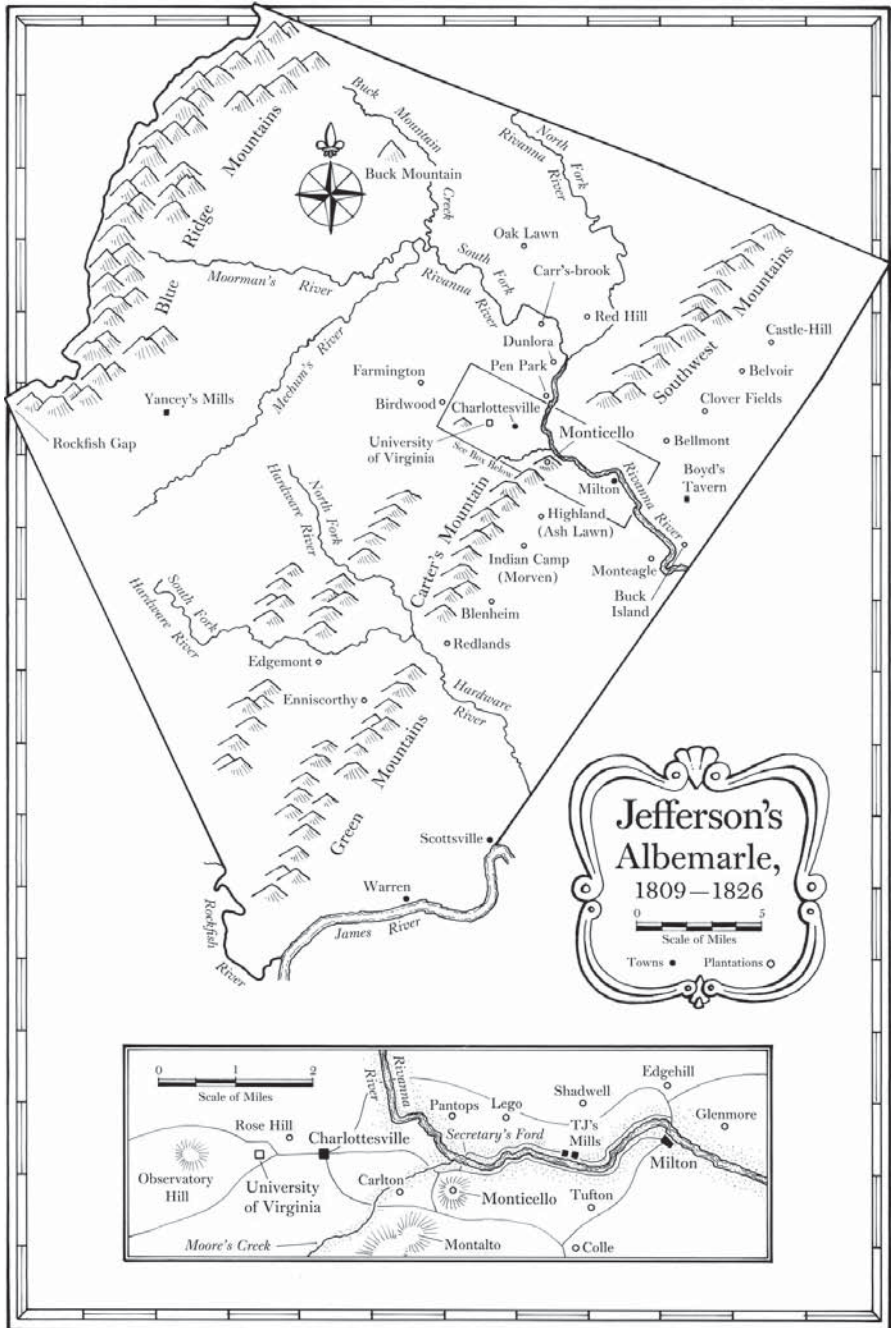 Buck
Mountain
Creek
North Fork
Rivanna River
Blue Ridge Mountains
Buck Mountain
Oak Lawn
South Fork
Rivanna River
Moorman's River
Carr's-brook
Red Hill
Southwest Mountains
Castle-Hill
Dunlora
Mechum's River
Pen Park
Belvoir
Farmington
Yancey's Mills
Birdwood
Charlottesville
Clover Fields
Rockfish Gap
University
of Virginia
Monticello
Bellmont
See Box Below
Boyd's
Tavern
Milton
Rivanna River
North Fork
Hardware River
Carter's Mountain
Highland
(Ash Lawn)
Indian Camp
(Morven)
Monteagle
Buck
Island
South Fork
Hardware River
Blenheim
Redlands
Edgemont
Enniscorthy
Hardware
River
Green Mountains
Scottsville
Warren
James River
Rockfish River
Jefferson's
Albemarle,
1809—1826
0 5
Scale of Miles
Towns Plantations
0 1 2
Scale of Miles
Rivanna
River
Edgehill
Shadwell
Pantops
Lego
Glenmore
Rose Hill
TJ's
Mills
Secretary's Ford
Charlottesville
Milton
Observatory
Hill
University
of Virginia
Carlton
Monticello
Tufton
Moore's Creek
Montalto
Colle